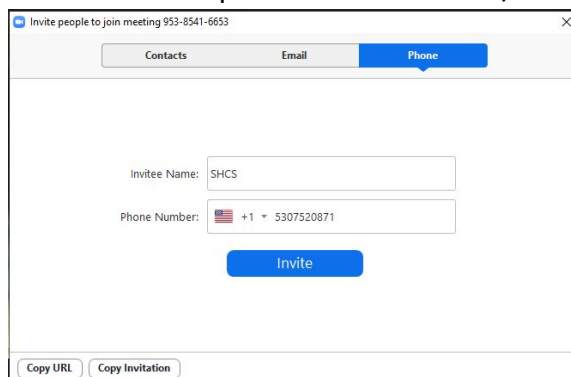 Invite people to join meeting 953-8541-6653
Contacts Email Phone
Invitee Name: SHCS
Phone Number: +1 5307520871
Invite
Copy URL Copy Invitation